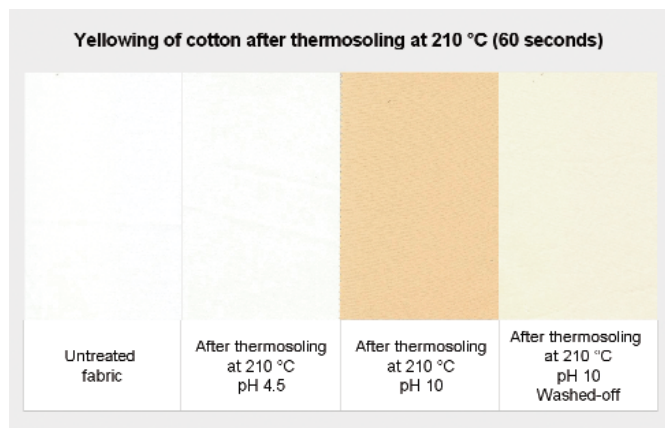 Yellowing of cotton after thermosoling at 210 °C (60 seconds)
Untreated
fabric
After thermosoling
at 210 °C
pH 4.5
After thermosoling
at 210 °C
pH 10
After thermosoling
at 210 °C
pH 10
Washed-off